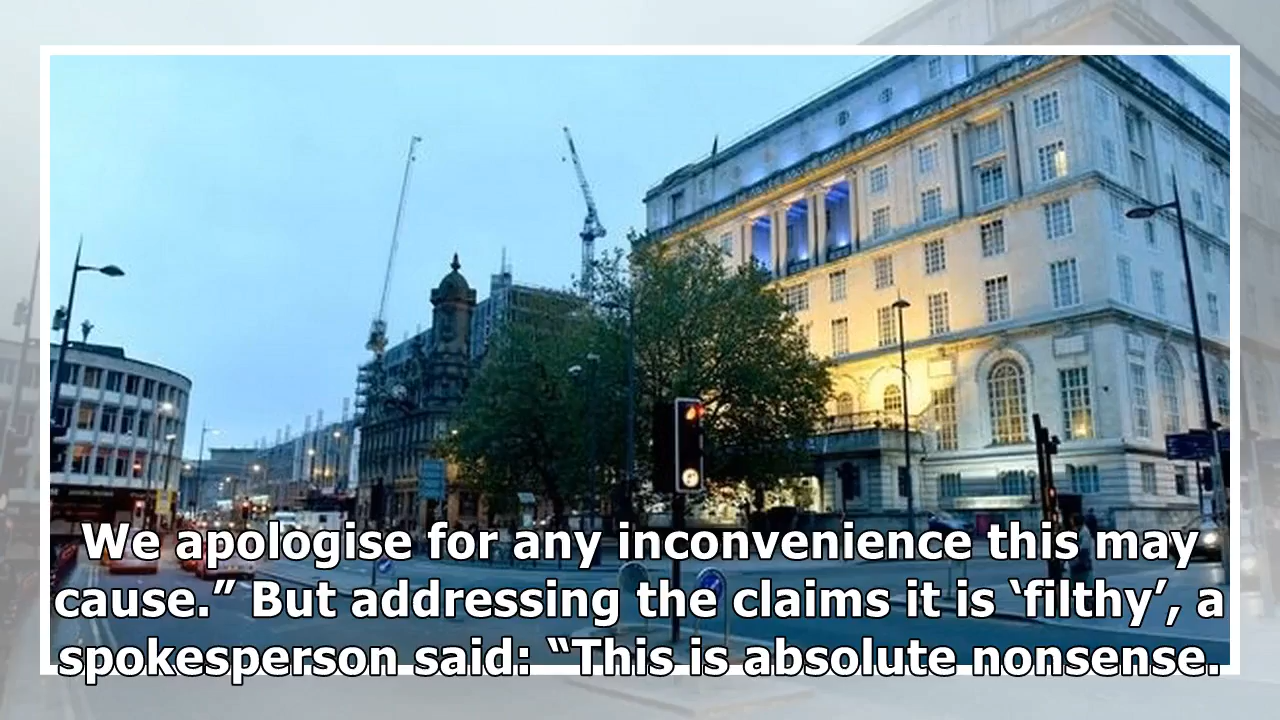 We apologise for any inconvenience this may
cause.” But addressing the claims it is ‘filthy’, a
spokesperson said: “This is absolute nonsense.